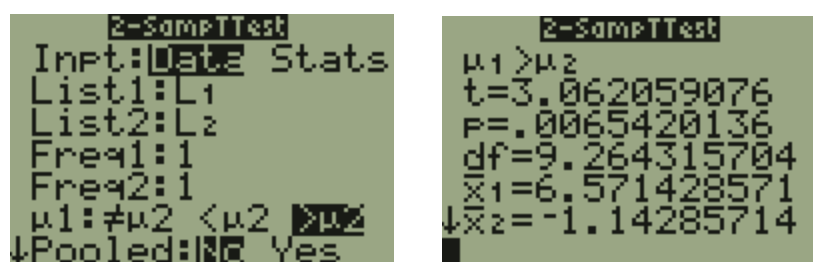 2-SampTTest
Inpt:Data Stats
List1:L₁
List2:L₂
Freq1:1
Freq2:1
μ1:≠μ2 <μ2 >μ2
↓Pooled:No Yes
2-SampTTest
μ₁>μ₂
t=3.062059076
p=.0065420136
df=9.264315704
x̄₁=6.571428571
↓x̄₂=⁻1.14285714